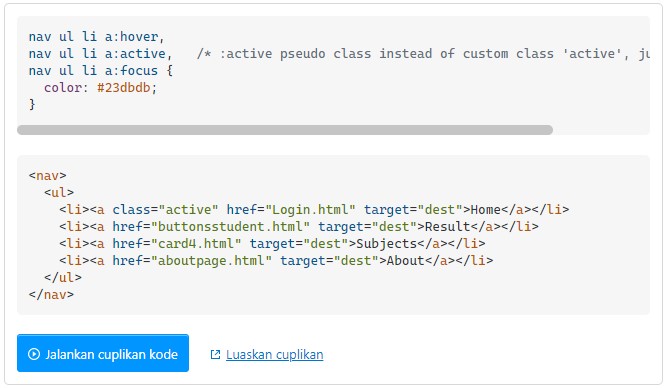 nav ul li a:hover,
nav ul li a:active,   /* :active pseudo class instead of custom class 'active', ju
nav ul li a:focus {
  color: #23dbdb;
}
<nav>
  <ul>
    <li><a class="active" href="Login.html" target="dest">Home</a></li>
    <li><a href="buttonsstudent.html" target="dest">Result</a></li>
    <li><a href="card4.html" target="dest">Subjects</a></li>
    <li><a href="aboutpage.html" target="dest">About</a></li>
  </ul>
</nav>
Jalankan cuplikan kode
Luaskan cuplikan